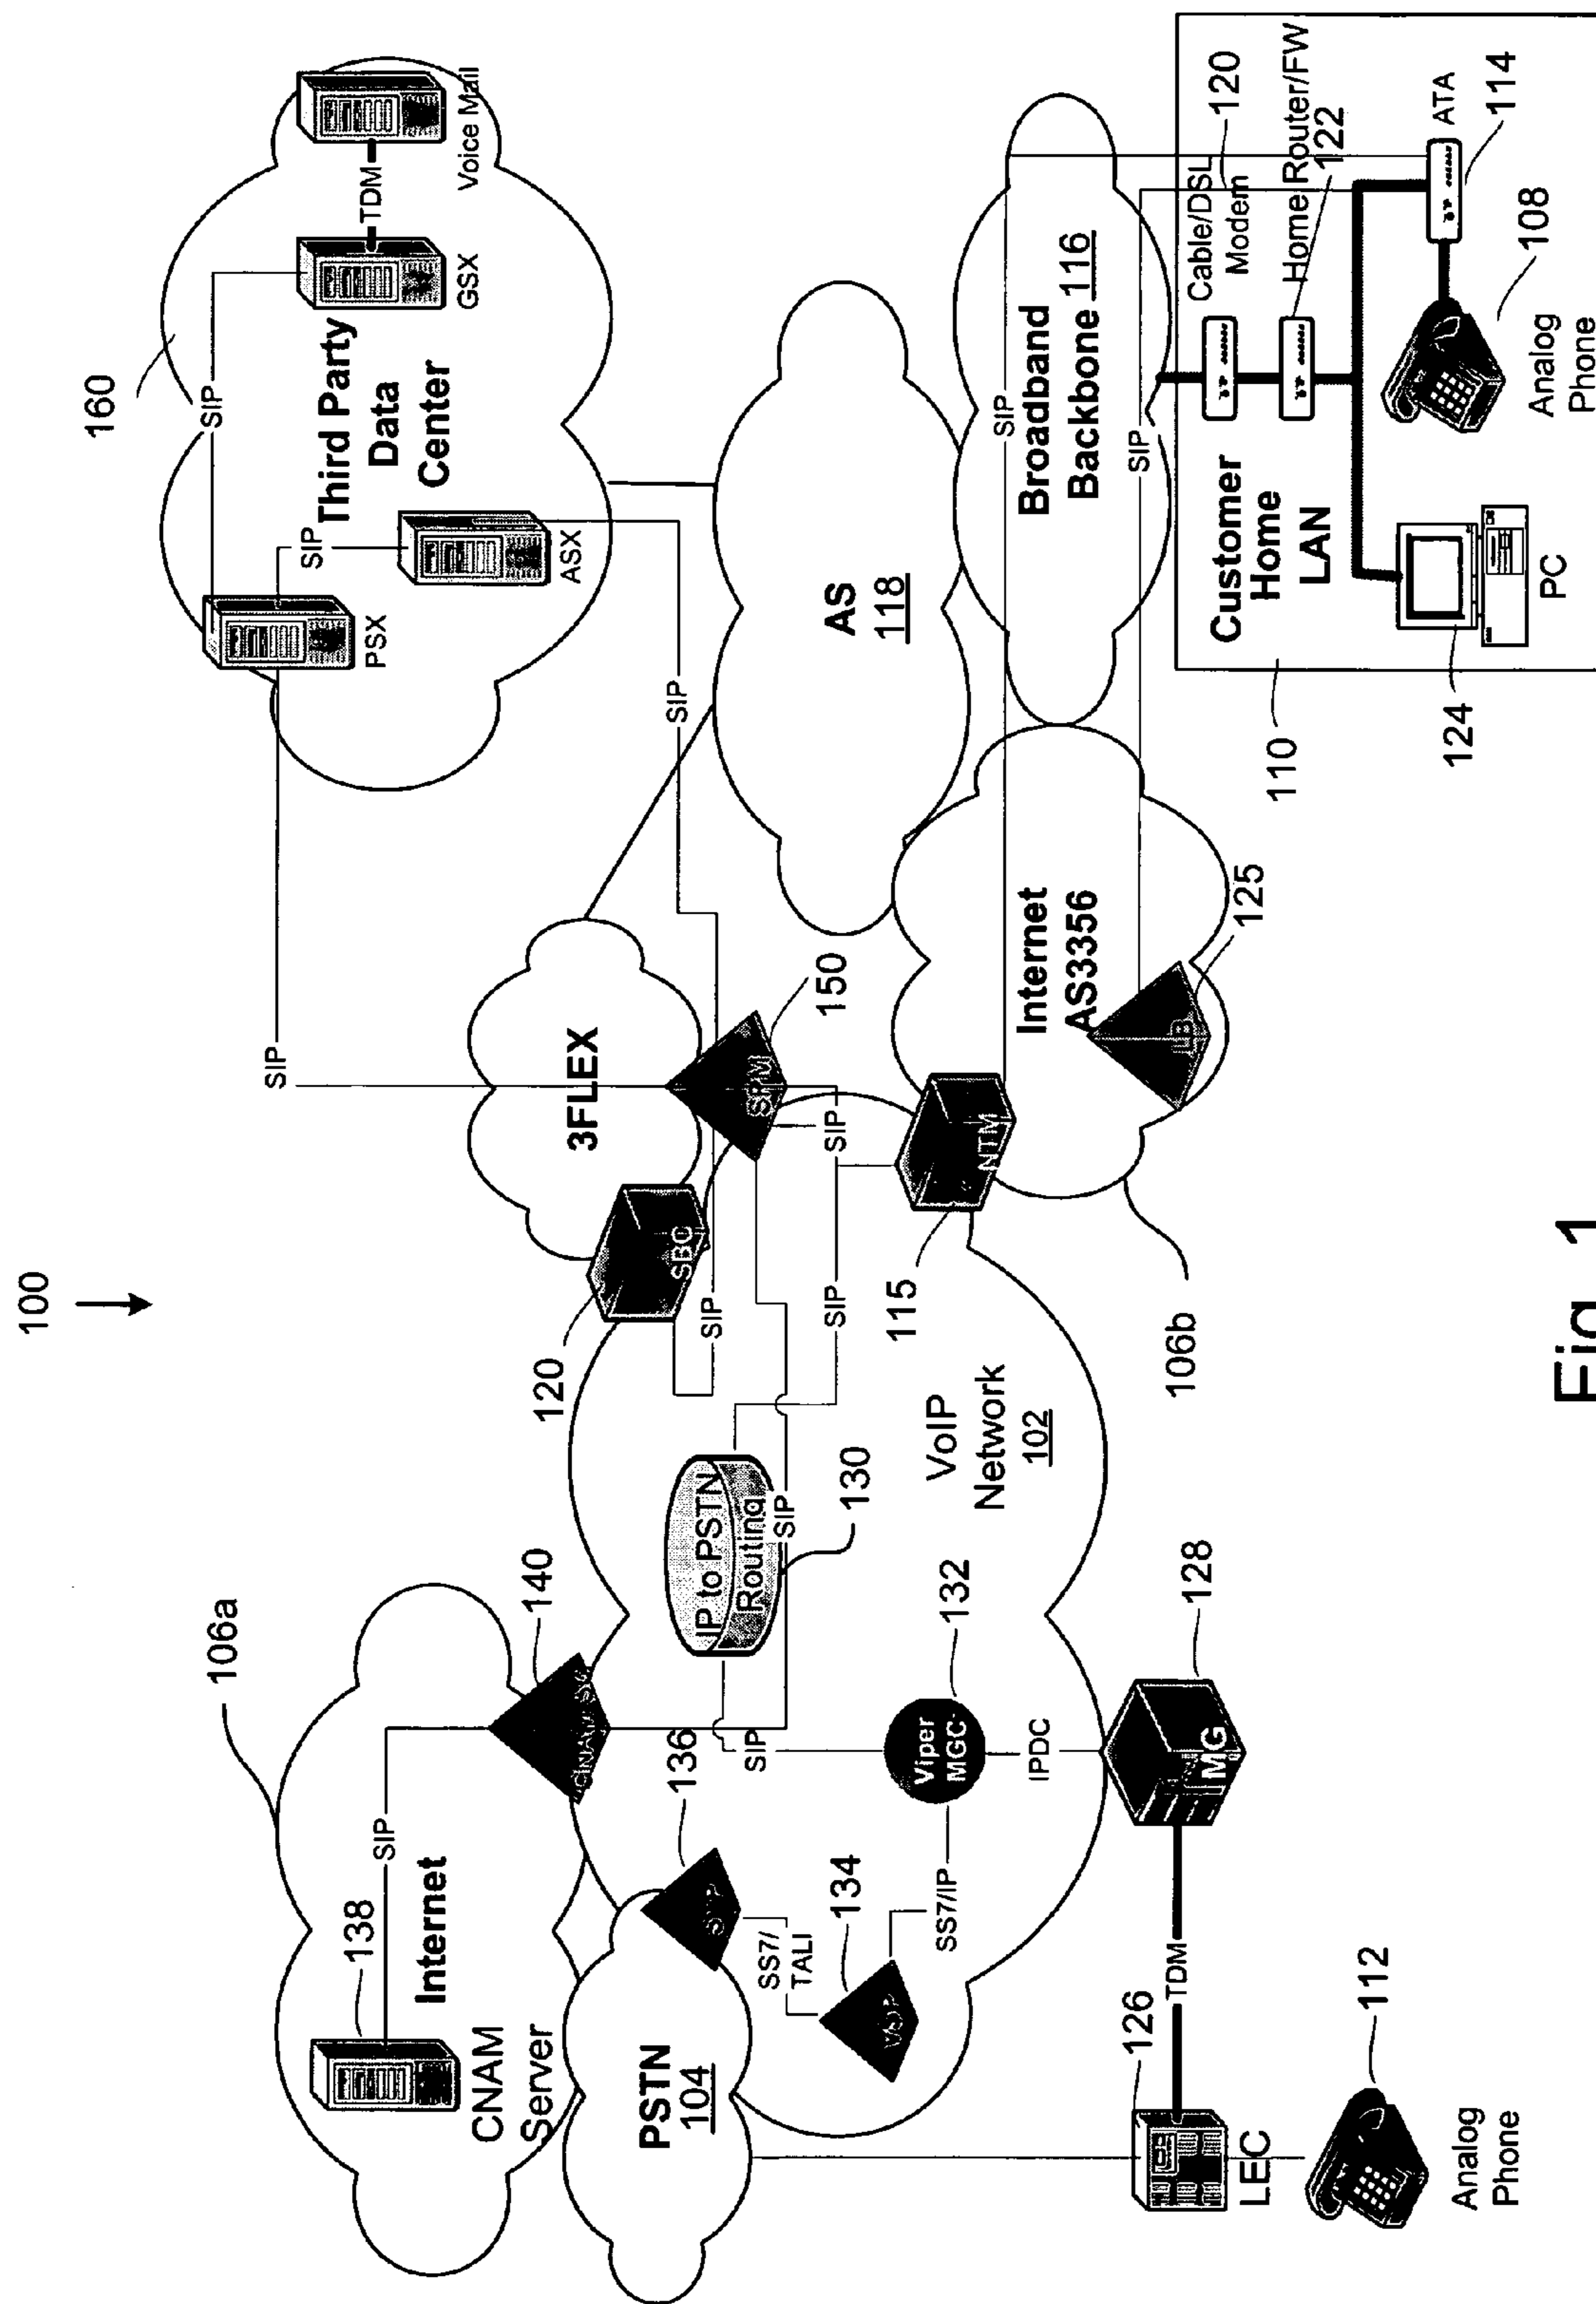 100
160
106a
138
SIP
Internet
CNAM
Server
140
PSTN
104
136
SS7/
TALI
134
SS7/IP
SIP
IP to PSTN
Routing
SIP
130
132
Viper
MGC
IPDC
VoIP
Network
102
120
SBC
SIP
3FLEX
SIP
SPM
150
SIP
SIP
115
NTM
106b
Internet
AS3356
LB
125
PSX
SIP
SIP
ASX
SIP
Third Party
Data
Center
GSX
TDM
Voice Mail
AS
118
SIP
Broadband
Backbone 116
SIP
126
LEC
TDM
MG
128
112
Analog
Phone
110
Customer
Home
LAN
Cable/DSL
Modem
120
Home Router/FW
122
ATA
114
124
PC
108
Analog
Phone
Fig. 1